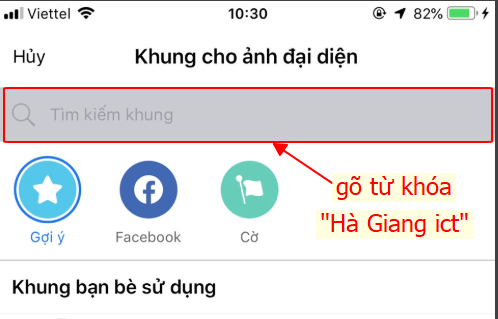 Viettel 10:30 82%
Hủy Khung cho ảnh đại diện
Tìm kiếm khung
gõ từ khóa
"Hà Giang ict"
Gợi ý Facebook Cờ
Khung bạn bè sử dụng